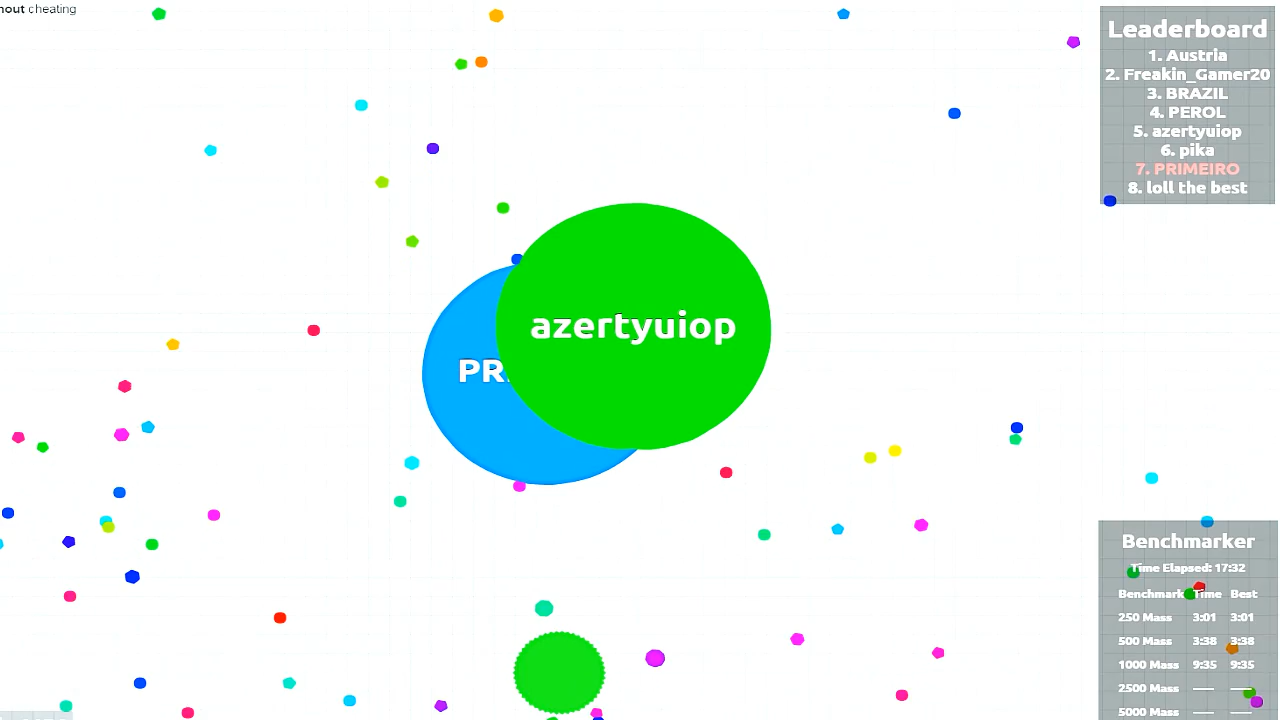 nout cheating
Leaderboard
1. Austria
2. Freakin_Gamer20
3. BRAZIL
4. PEROL
5. azertyuiop
6. pika
7. PRIMEIRO
8. loll the best
azertyuiop
PR
Benchmarker
Time Elapsed: 17:32
Benchmark Time Best
250 Mass 3:01 3:01
500 Mass 3:38 3:38
1000 Mass 9:35 9:35
2500 Mass —— ——
5000 Mass —— ——